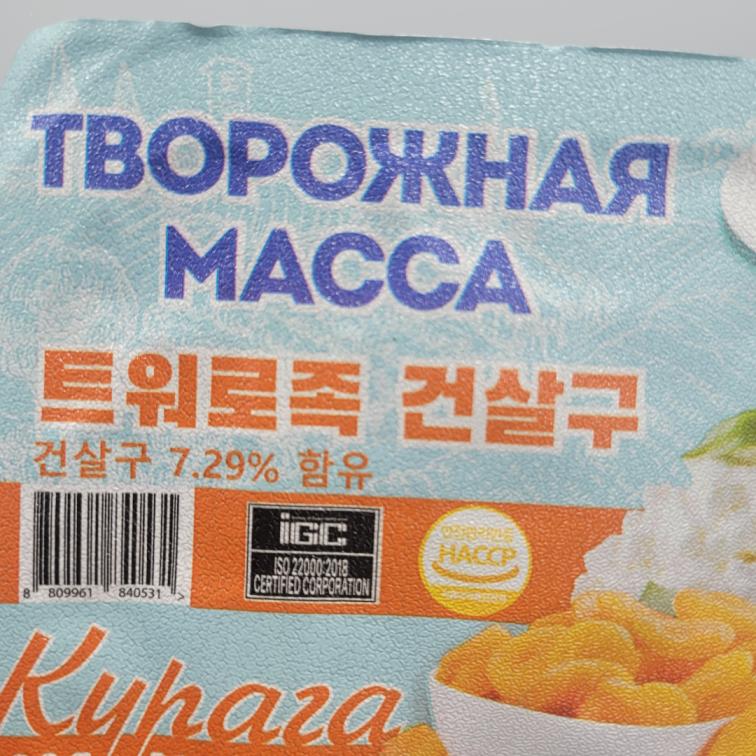 ТВОРОЖНАЯ
МАССА
트워로족 건살구
건살구 7.29% 함유
iGiC
ISO 22000:2018
CERTIFIED CORPORATION
HACCP
8 809961 840531 >
Курага